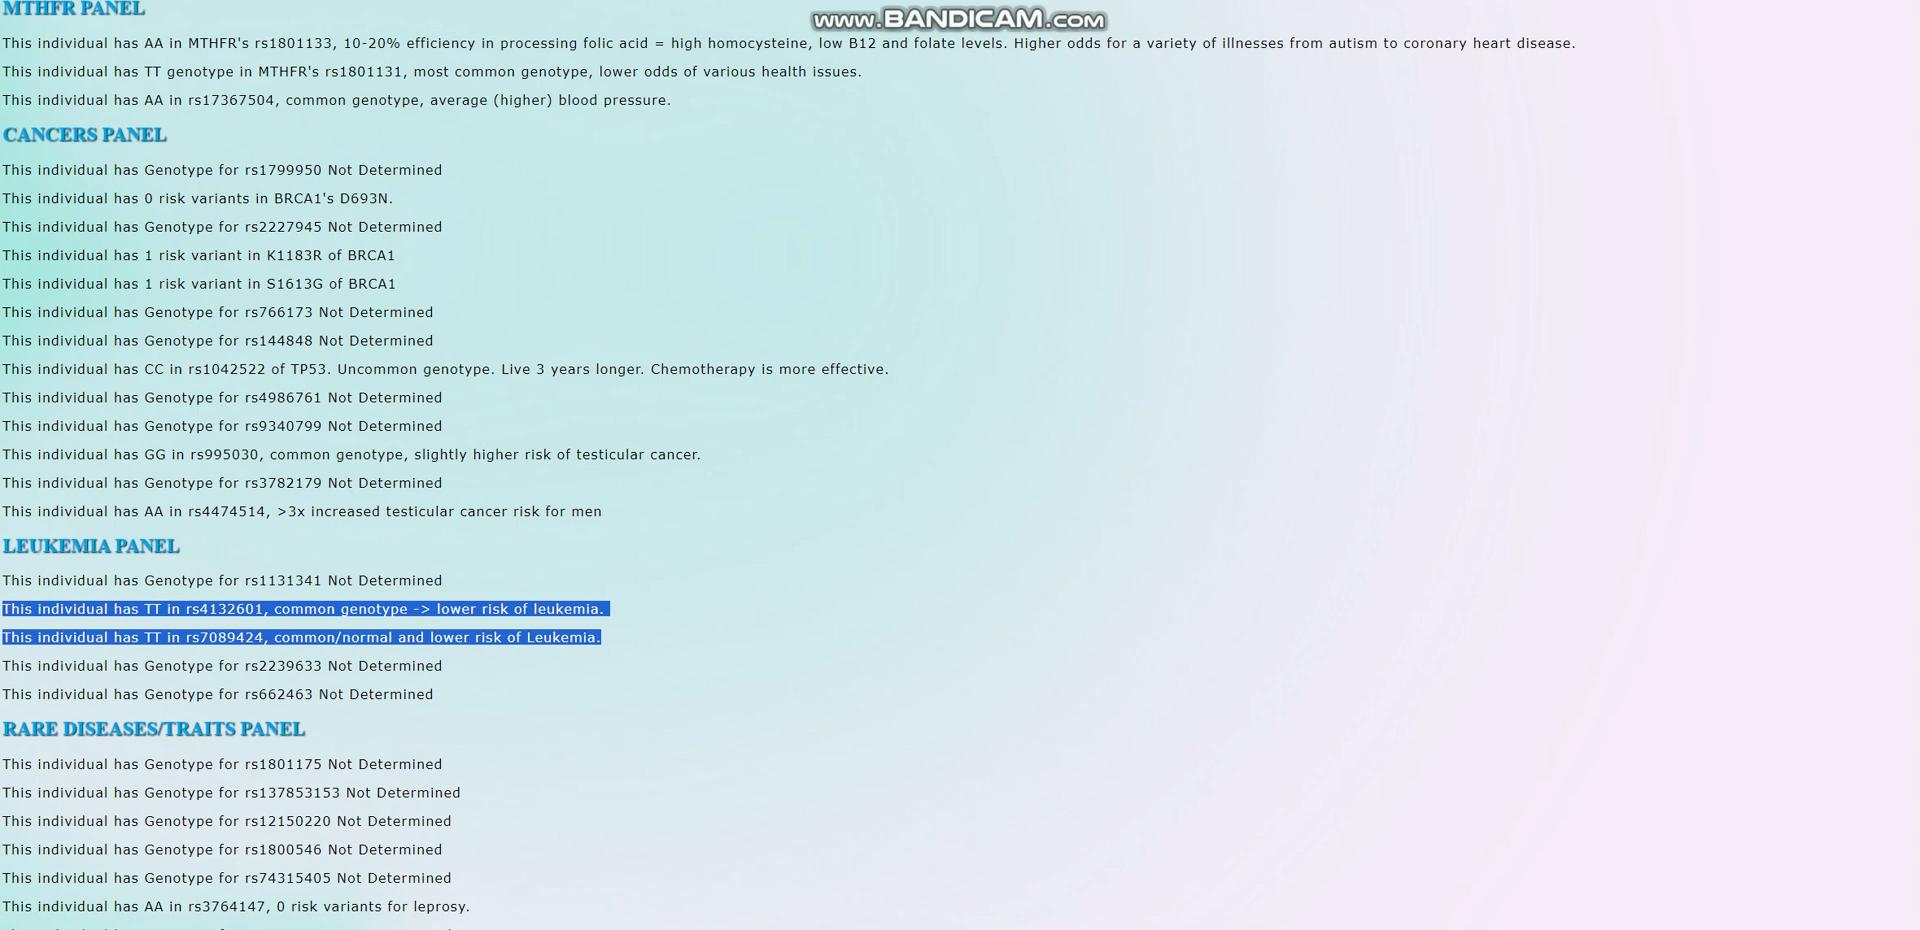 MTHFR PANEL
www.BANDICAM.com
This individual has AA in MTHFR's rs1801133, 10-20% efficiency in processing folic acid = high homocysteine, low B12 and folate levels. Higher odds for a variety of illnesses from autism to coronary heart disease.
This individual has TT genotype in MTHFR's rs1801131, most common genotype, lower odds of various health issues.
This individual has AA in rs17367504, common genotype, average (higher) blood pressure.
CANCERS PANEL
This individual has Genotype for rs1799950 Not Determined
This individual has 0 risk variants in BRCA1's D693N.
This individual has Genotype for rs2227945 Not Determined
This individual has 1 risk variant in K1183R of BRCA1
This individual has 1 risk variant in S1613G of BRCA1
This individual has Genotype for rs766173 Not Determined
This individual has Genotype for rs144848 Not Determined
This individual has CC in rs1042522 of TP53. Uncommon genotype. Live 3 years longer. Chemotherapy is more effective.
This individual has Genotype for rs4986761 Not Determined
This individual has Genotype for rs9340799 Not Determined
This individual has GG in rs995030, common genotype, slightly higher risk of testicular cancer.
This individual has Genotype for rs3782179 Not Determined
This individual has AA in rs4474514, >3x increased testicular cancer risk for men
LEUKEMIA PANEL
This individual has Genotype for rs1131341 Not Determined
This individual has TT in rs4132601, common genotype -> lower risk of leukemia.
This individual has TT in rs7089424, common/normal and lower risk of Leukemia.
This individual has Genotype for rs2239633 Not Determined
This individual has Genotype for rs662463 Not Determined
RARE DISEASES/TRAITS PANEL
This individual has Genotype for rs1801175 Not Determined
This individual has Genotype for rs137853153 Not Determined
This individual has Genotype for rs12150220 Not Determined
This individual has Genotype for rs1800546 Not Determined
This individual has Genotype for rs74315405 Not Determined
This individual has AA in rs3764147, 0 risk variants for leprosy.